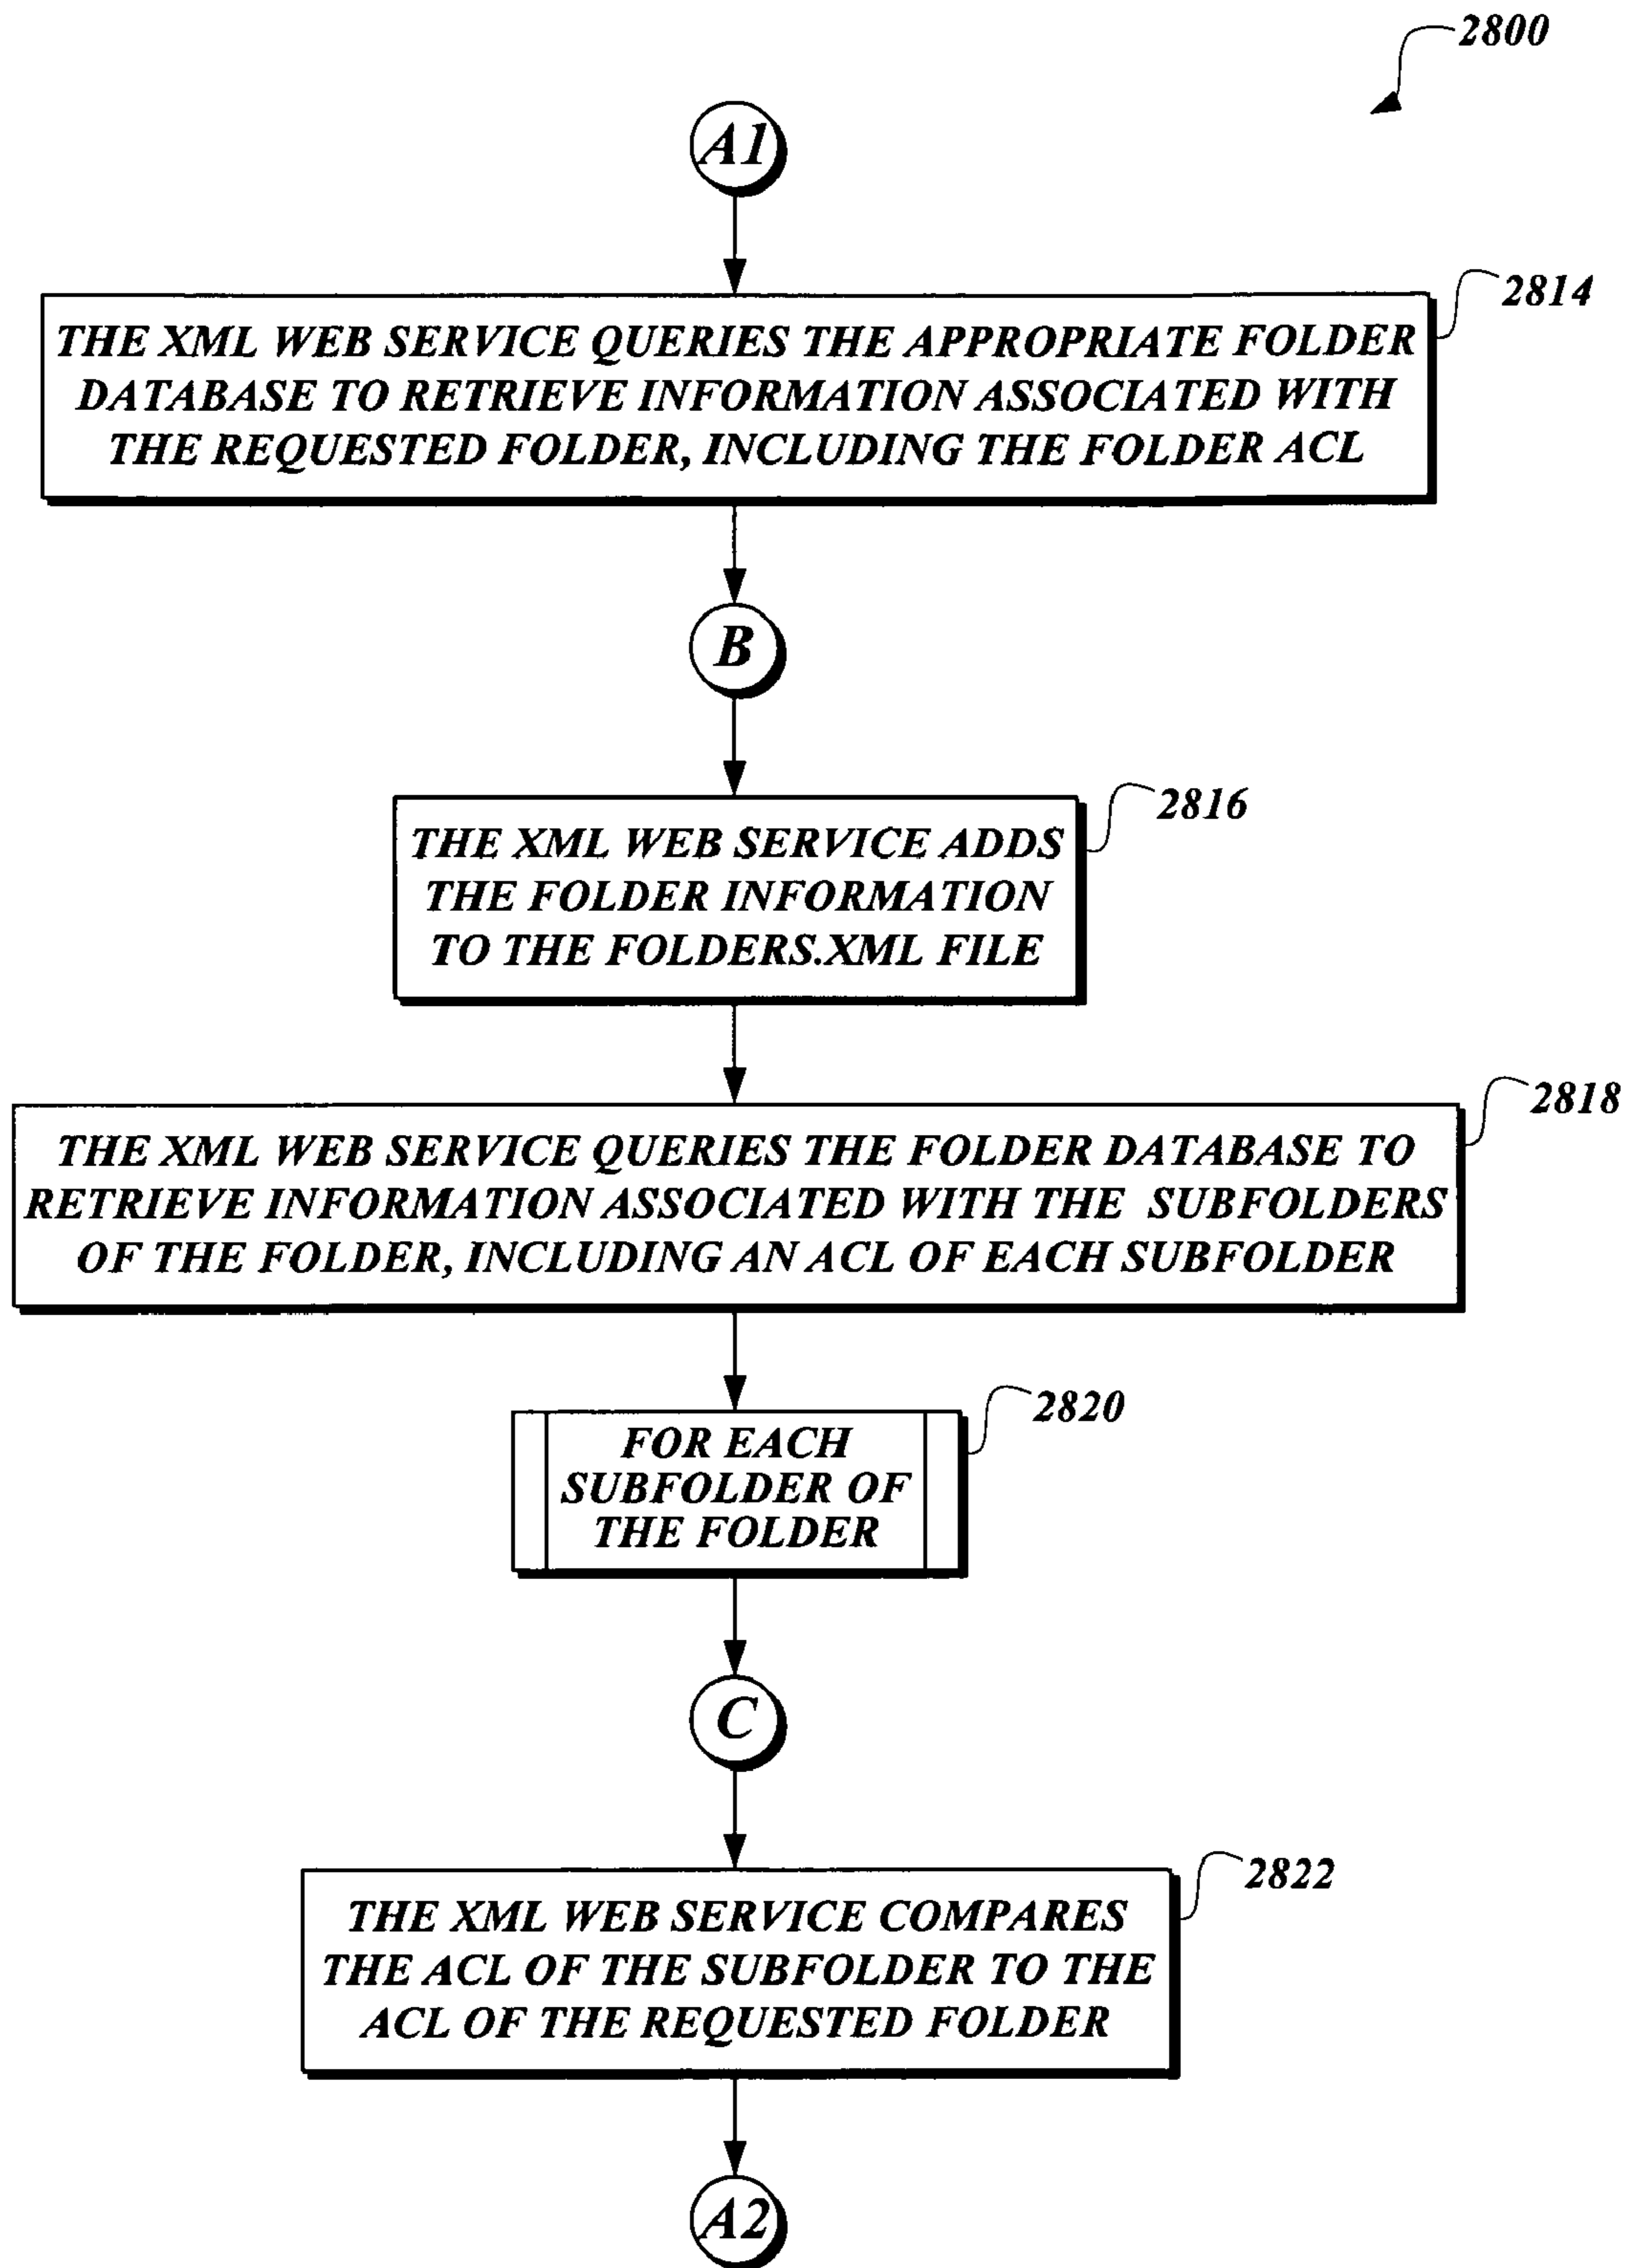 2800
A1
2814
THE XML WEB SERVICE QUERIES THE APPROPRIATE FOLDER
DATABASE TO RETRIEVE INFORMATION ASSOCIATED WITH
THE REQUESTED FOLDER, INCLUDING THE FOLDER ACL
B
2816
THE XML WEB SERVICE ADDS
THE FOLDER INFORMATION
TO THE FOLDERS.XML FILE
2818
THE XML WEB SERVICE QUERIES THE FOLDER DATABASE TO
RETRIEVE INFORMATION ASSOCIATED WITH THE SUBFOLDERS
OF THE FOLDER, INCLUDING AN ACL OF EACH SUBFOLDER
2820
FOR EACH
SUBFOLDER OF
THE FOLDER
C
2822
THE XML WEB SERVICE COMPARES
THE ACL OF THE SUBFOLDER TO THE
ACL OF THE REQUESTED FOLDER
A2